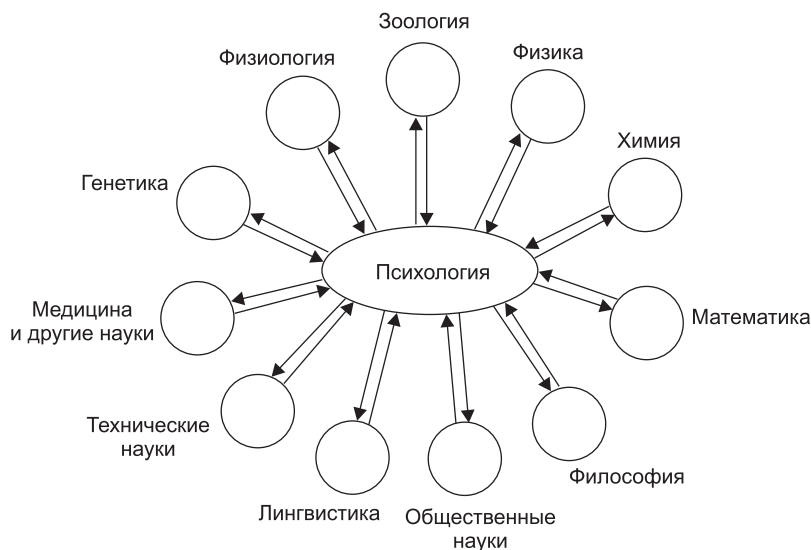 Зоология
Физиология
Физика
Химия
Генетика
Психология
Медицина
и другие науки
Математика
Технические
науки
Философия
Лингвистика
Общественные
науки